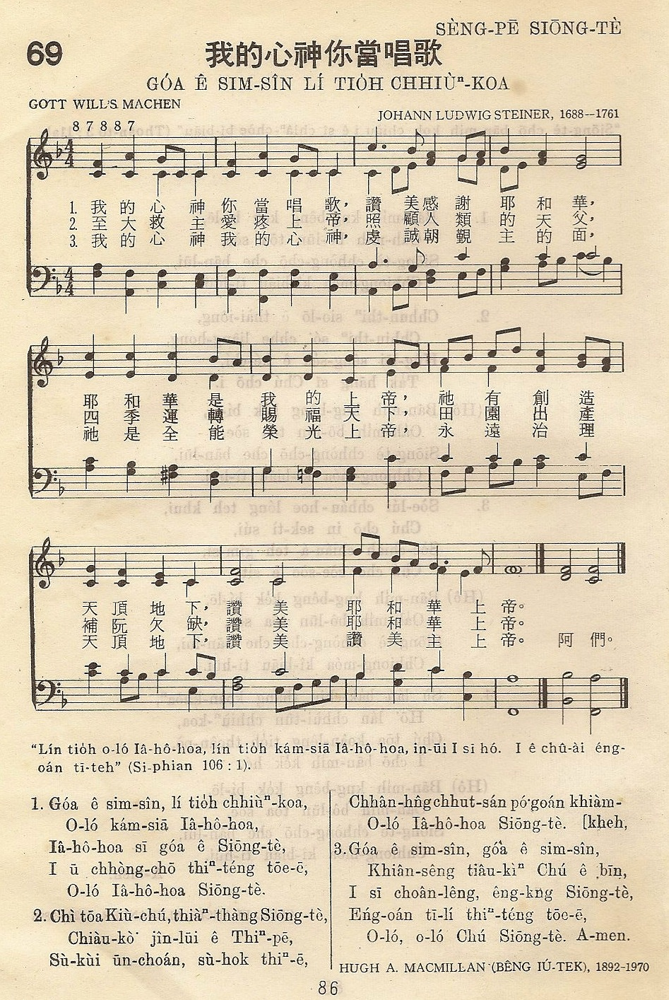 SÈNG-PĒ SIŌNG-TÈ
69
我的心神你當唱歌
GÓA Ê SIM-SÎN LÍ TIO̍H CHHIÙⁿ-KOA
GOTT WILL'S MACHEN
JOHANN LUDWIG STEINER, 1688--1761
8 7 8 8 7
1. 我的心神你當唱歌，讚美感謝耶和華，
2. 至大救主愛疼上帝，照顧人類的天父，
3. 我的心神我的心神，虔誠朝覲主的面，
耶和華是我的上帝，祂有創造
四季運轉賜福天下，田園出產
祂是全能榮光上帝，永遠治理
天頂地下，讚美耶和華上帝。
補阮欠缺，讚美耶和華上帝。
天頂地下，讚美讚美主上帝。 阿們。
“Lín tio̍h o-ló Iâ-hô-hoa, lín tio̍h kám-siā Iâ-hô-hoa, in-ūi I sī hó. I ê chû-ài éng-
oán tī-teh” (Si-phian 106 : 1).
1. Góa ê sim-sîn, lí tio̍h chhiùⁿ-koa,
O-ló kám-siā Iâ-hô-hoa,
Iâ-hô-hoa sī góa ê Siōng-tè,
I ū chhòng-chō thiⁿ-téng tōe-ē,
O-ló Iâ-hô-hoa Siōng-tè.
2. Chì tōa Kiù-chú, thiàⁿ-thàng Siōng-tè,
Chiàu-kò͘ jîn-lūi ê Thiⁿ-pē,
Sù-kùi ūn-choán, sù-hok thiⁿ-ē,
Chhân-hn̂g chhut-sán pó͘ goán khiàm-
O-ló Iâ-hô-hoa Siōng-tè. [kheh,
3. Góa ê sim-sîn, góa ê sim-sîn,
Khiân-sêng tiâu-kìⁿ Chú ê bīn,
I sī choân-lêng, êng-kng Siōng-tè,
Éng-oán tī-lí thiⁿ-téng tōe-ē,
O-ló, o-ló Chú Siōng-tè. A-men.
HUGH A. MACMILLAN (BÊNG IÚ-TEK), 1892-1970
86